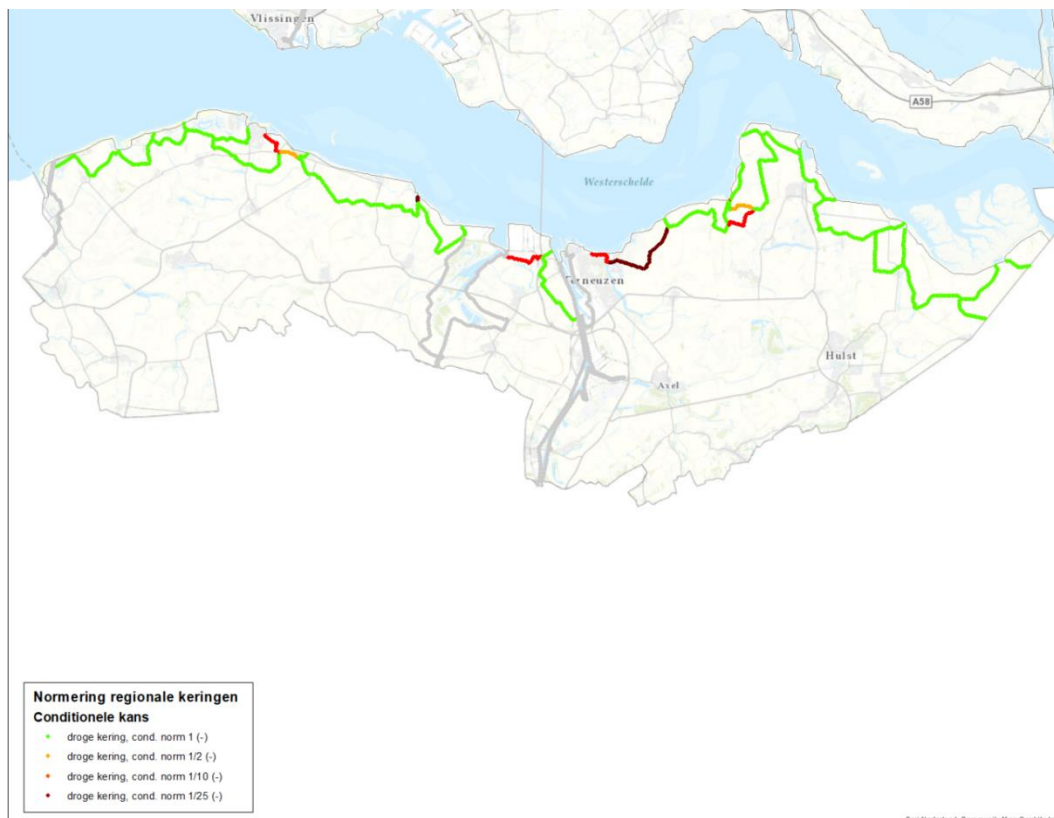 Vlissingen
A58
Westerschelde
Hulst
Axel
Normering regionale keringen
Conditionele kans
droge kering, cond. norm 1 (-)
droge kering, cond. norm 1/2 (-)
droge kering, cond. norm 1/10 (-)
droge kering, cond. norm 1/25 (-)